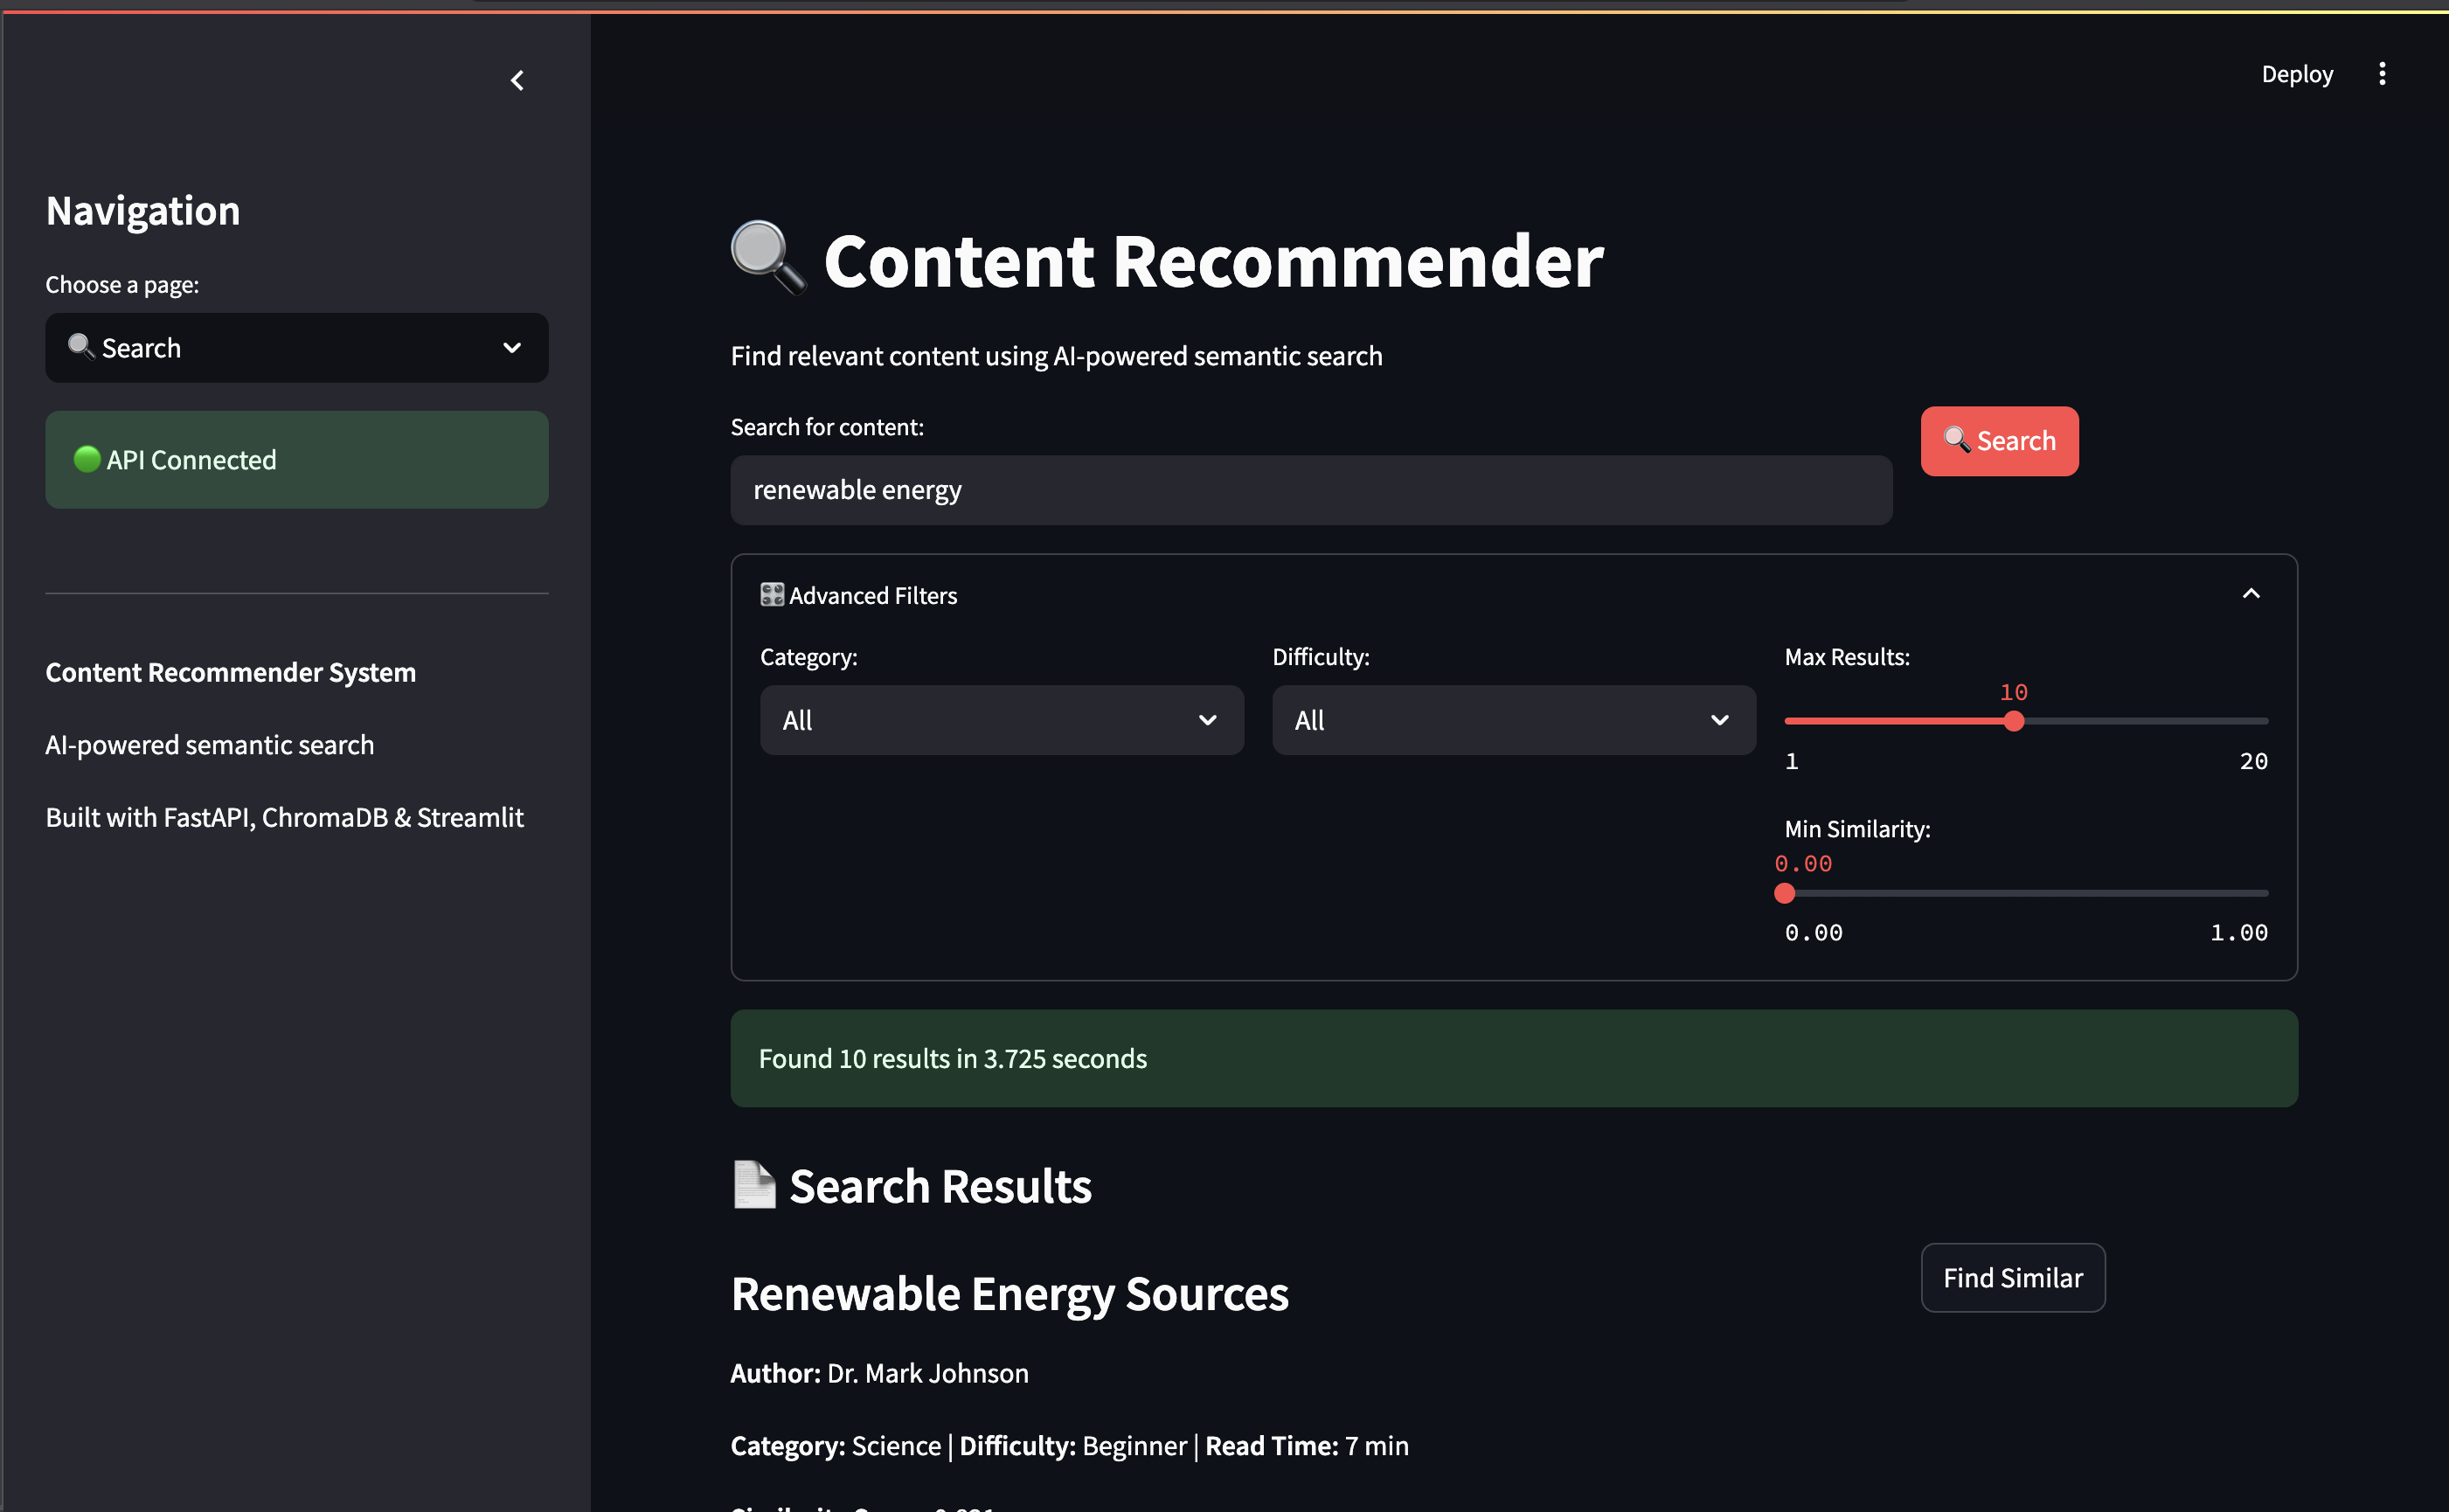 Deploy
Navigation
Choose a page:
Search
API Connected
Content Recommender System
AI-powered semantic search
Built with FastAPI, ChromaDB & Streamlit
Content Recommender
Find relevant content using AI-powered semantic search
Search for content:
Search
renewable energy
Advanced Filters
Category:
All
Difficulty:
All
Max Results:
10
1 20
Min Similarity:
0.00
0.00 1.00
Found 10 results in 3.725 seconds
Search Results
Renewable Energy Sources
Find Similar
Author: Dr. Mark Johnson
Category: Science | Difficulty: Beginner | Read Time: 7 min